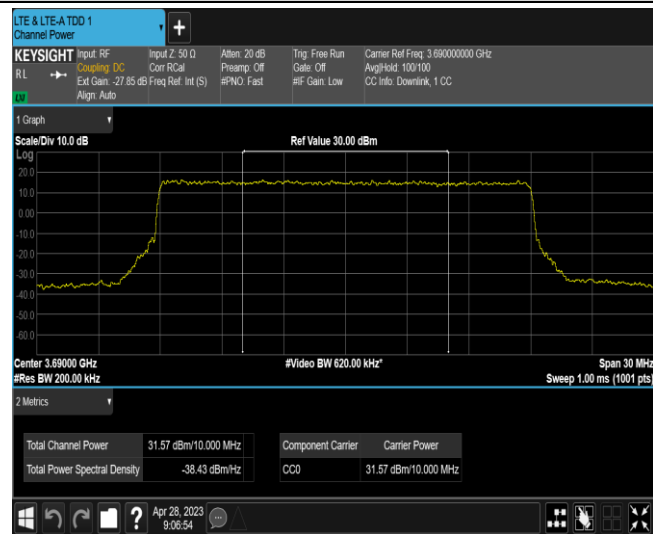 LTE & LTE-A TDD 1
Channel Power
KEYSIGHT
RL
LXI
Input: RF
Coupling: DC
Ext Gain: -27.85 dB
Align: Auto
Input Z: 50 Ω
Corr RCal
Freq Ref: Int (S)
Atten: 20 dB
Preamp: Off
#PNO: Fast
Trig: Free Run
Gate: Off
#IF Gain: Low
Carrier Ref Freq: 3.690000000 GHz
Avg|Hold: 100/100
CC Info: Downlink, 1 CC
1 Graph
Scale/Div 10.0 dB
Ref Value 30.00 dBm
Log
20.0
10.0
0.00
-10.0
-20.0
-30.0
-40.0
-50.0
-60.0
Center 3.69000 GHz
#Video BW 620.00 kHz*
Span 30 MHz
#Res BW 200.00 kHz
Sweep 1.00 ms (1001 pts)
2 Metrics
Total Channel Power 31.57 dBm/10.000 MHz
Total Power Spectral Density -38.43 dBm/Hz
Component Carrier Carrier Power
CC0 31.57 dBm/10.000 MHz
?
Apr 28, 2023
9:06:54